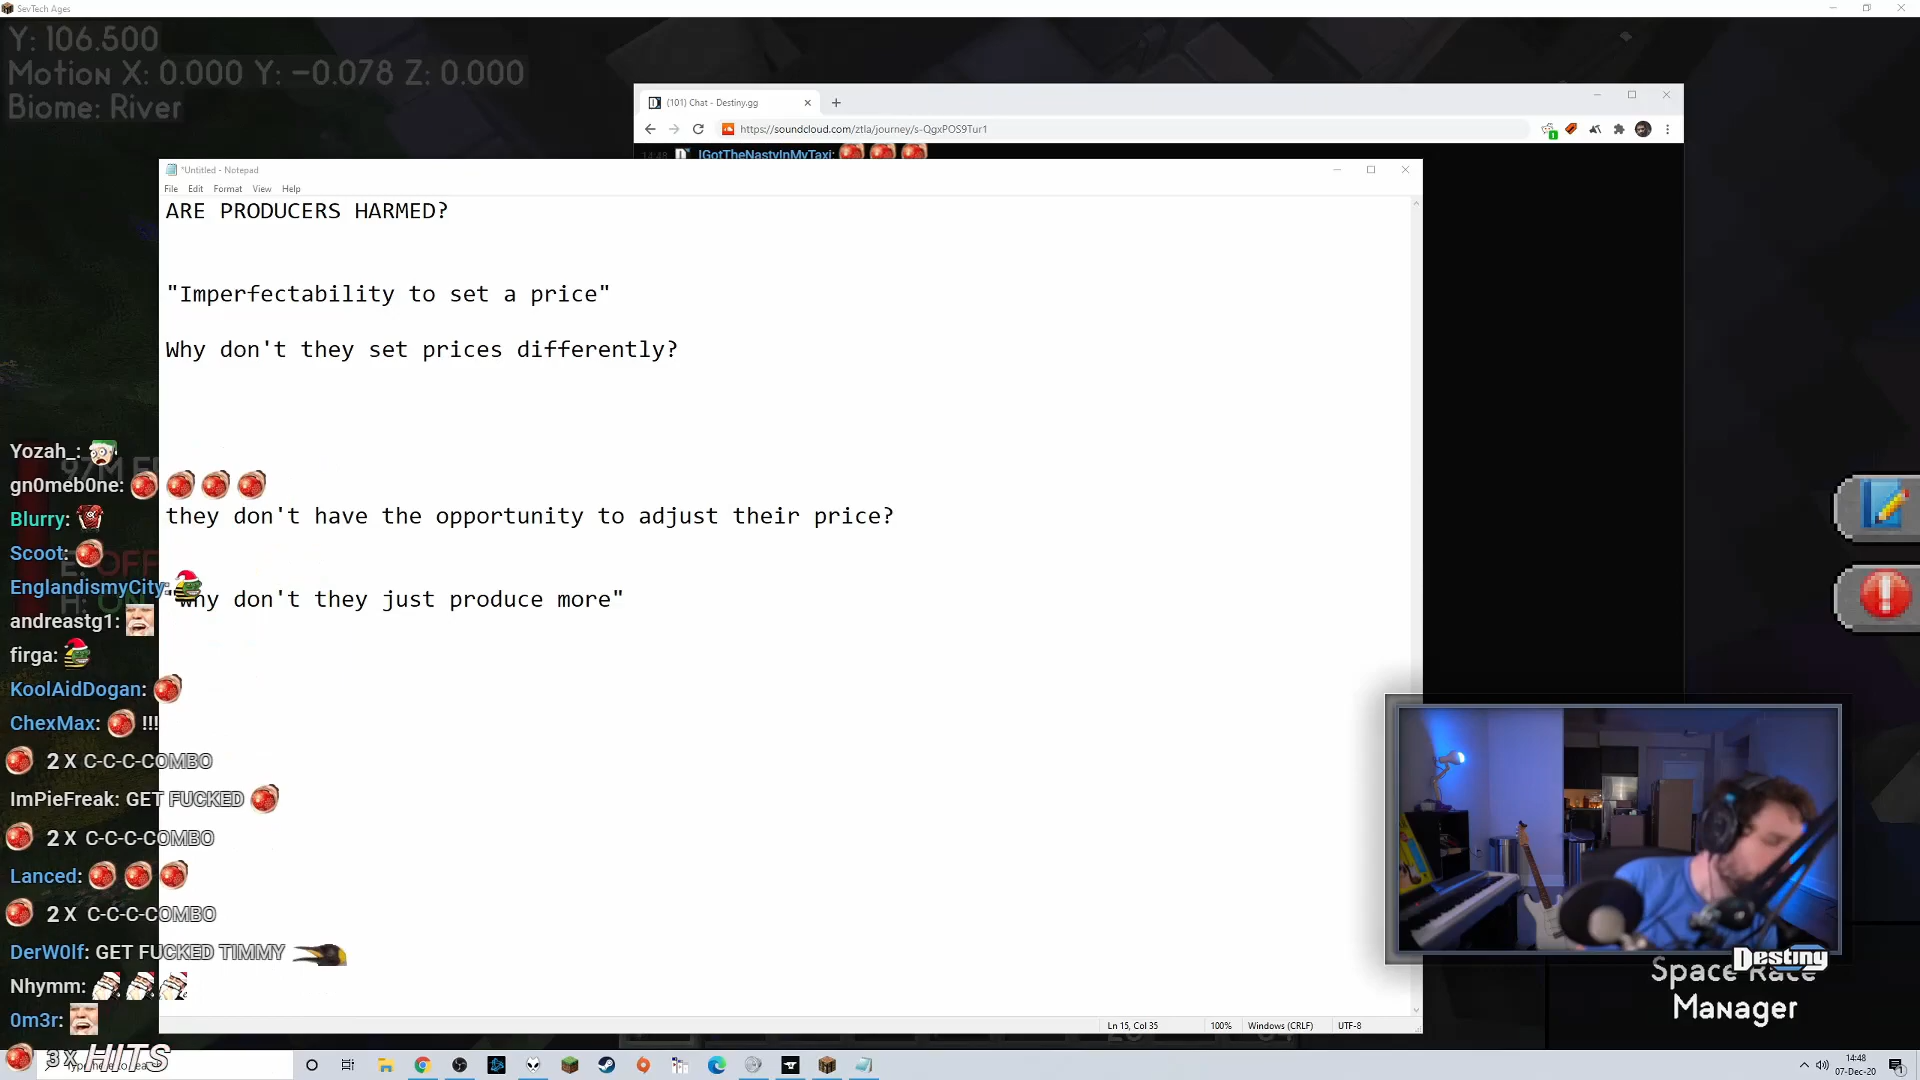 SevTech Ages
Y: 106.500
Motion X: 0.000 Y: -0.078 Z: 0.000
Biome: River
(101) Chat - Destiny.gg
https://soundcloud.com/ztla/journey/s-QgxPOS9Tur1
14:48 IGotTheNastyInMyTaxi:
*Untitled - Notepad
File Edit Format View Help
ARE PRODUCERS HARMED?
"Imperfectability to set a price"
Why don't they set prices differently?
they don't have the opportunity to adjust their price?
"why don't they just produce more"
Yozah_:
gn0meb0ne:
Blurry:
Scoot:
EnglandismyCity:
andreastg1:
firga:
KoolAidDogan:
ChexMax: !!!
2 X C-C-C-COMBO
ImPieFreak: GET FUCKED
2 X C-C-C-COMBO
Lanced:
2 X C-C-C-COMBO
DerW0lf: GET FUCKED TIMMY
Nhymm:
0m3r:
3 X HITS
Ln 15, Col 35 100% Windows (CRLF) UTF-8
Destiny
Space Race
Manager
14:48
07-Dec-20